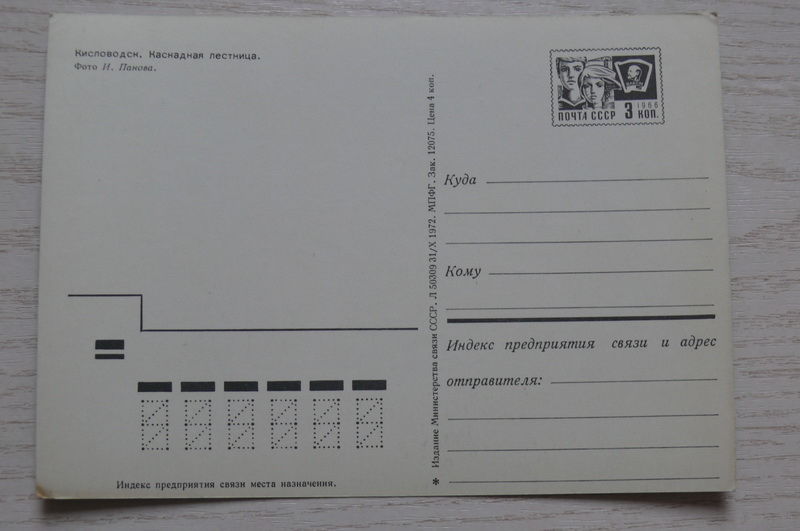 Кисловодск. Каскадная лестница.
Фото И. Панова.
1966
ПОЧТА СССР 3 КОП.
Куда
Кому
Индекс предприятия связи и адрес
отправителя:
✻ Издание Министерства связи СССР. Л 50309 31/X 1972. МПФГ. Зак. 12075. Цена 4 коп.
Индекс предприятия связи места назначения.